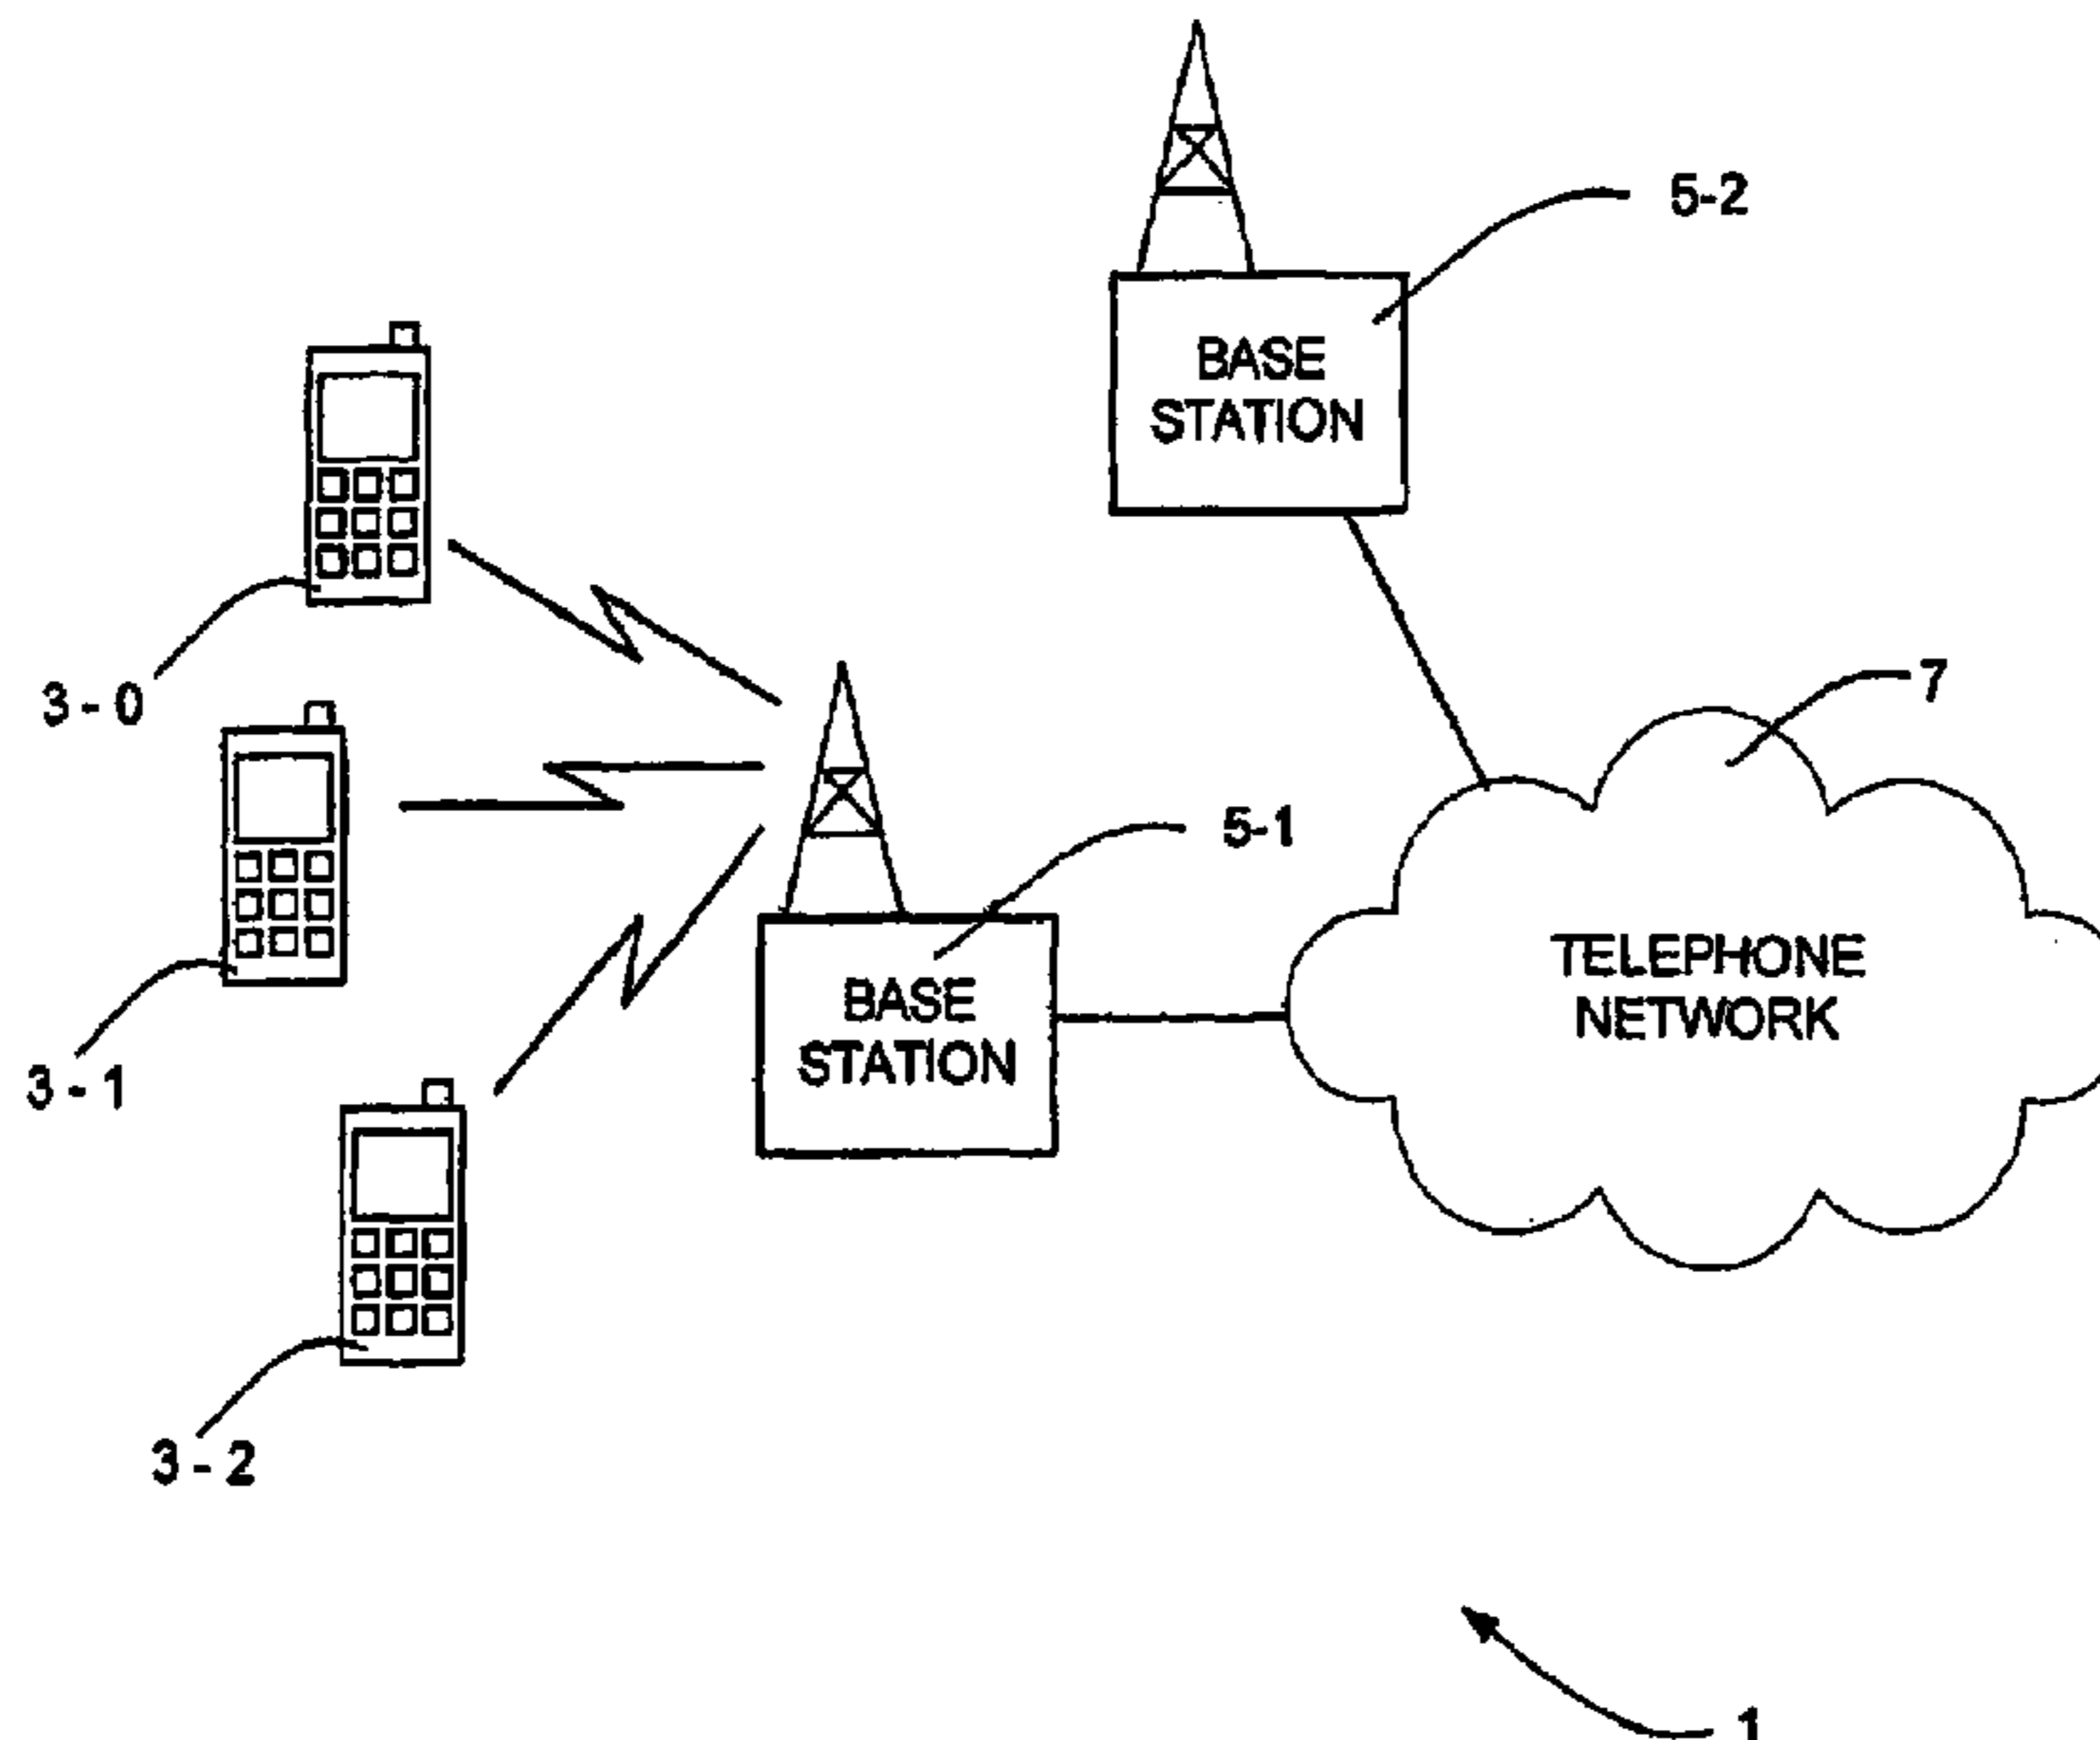 5-2
BASE
STATION
3-0
7
5-1
TELEPHONE
NETWORK
BASE
STATION
3-1
3-2
1